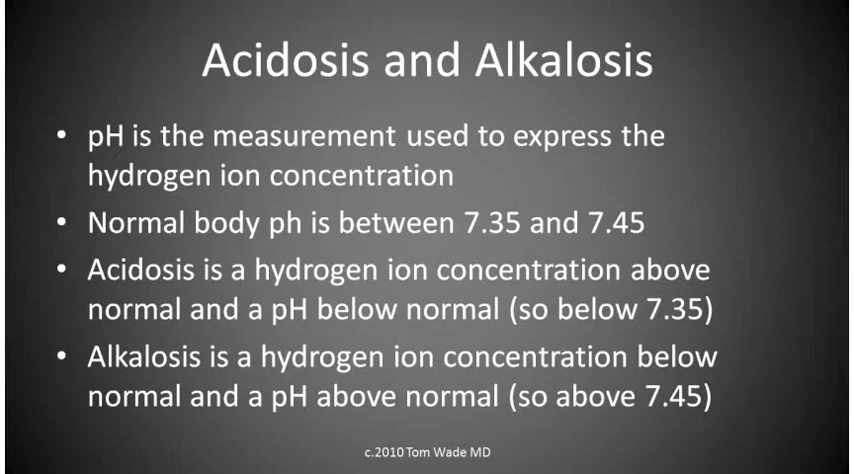 Acidosis and Alkalosis
• pH is the measurement used to express the
hydrogen ion concentration
• Normal body ph is between 7.35 and 7.45
• Acidosis is a hydrogen ion concentration above
normal and a pH below normal (so below 7.35)
• Alkalosis is a hydrogen ion concentration below
normal and a pH above normal (so above 7.45)
c.2010 Tom Wade MD